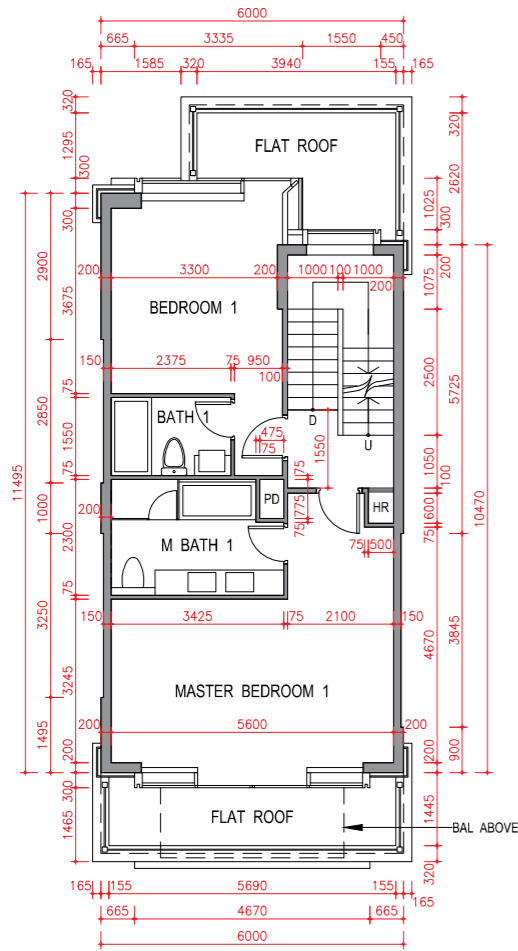 6000
665 3335 1550 450
165 1585 320 3940 155 165
320
1295
300
FLAT ROOF
320
2620
1025
300
300
200
2900
200 3300 200 1000 100 1000
200
1075
3675
BEDROOM 1
150 2375 75 950
100
2500
5725
75
2850
1550
BATH 1
475
75
D
U
1550
1050
100
11495
10470
75
75
1000
200
PD
775
HR
600
2300
75
75 500
75
M BATH 1
75
150 3425 75 2100 150
3250
4670
3845
3245
MASTER BEDROOM 1
1495
200 5600 200
200
200
900
300
1465
FLAT ROOF
1445
BAL ABOVE
320
165 155 5690 155 165
665 4670 665
6000